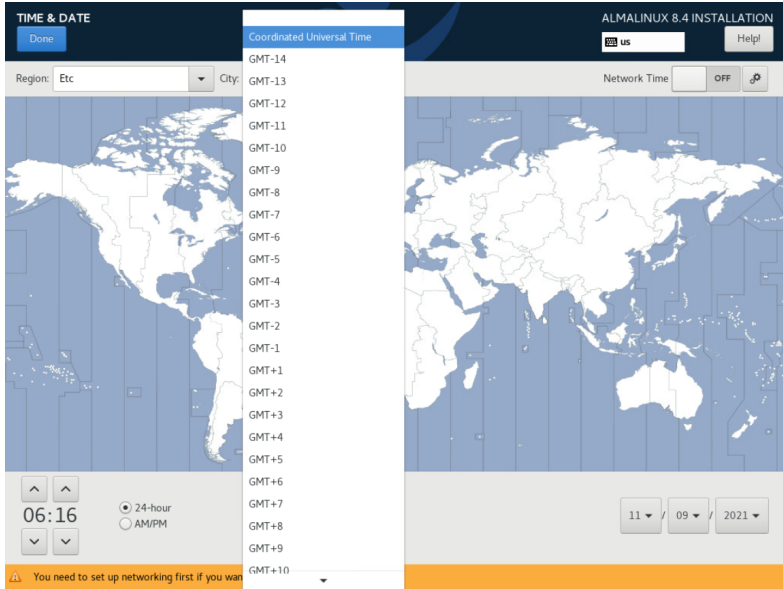 TIME & DATE
ALMALINUX 8.4 INSTALLATION
Done
us
Help!
Region:
Etc
City:
Network Time
OFF
Coordinated Universal Time
GMT-14
GMT-13
GMT-12
GMT-11
GMT-10
GMT-9
GMT-8
GMT-7
GMT-6
GMT-5
GMT-4
GMT-3
GMT-2
GMT-1
GMT+1
GMT+2
GMT+3
GMT+4
GMT+5
GMT+6
GMT+7
GMT+8
GMT+9
GMT+10
06:16
24-hour
AM/PM
11 / 09 / 2021
You need to set up networking first if you wan